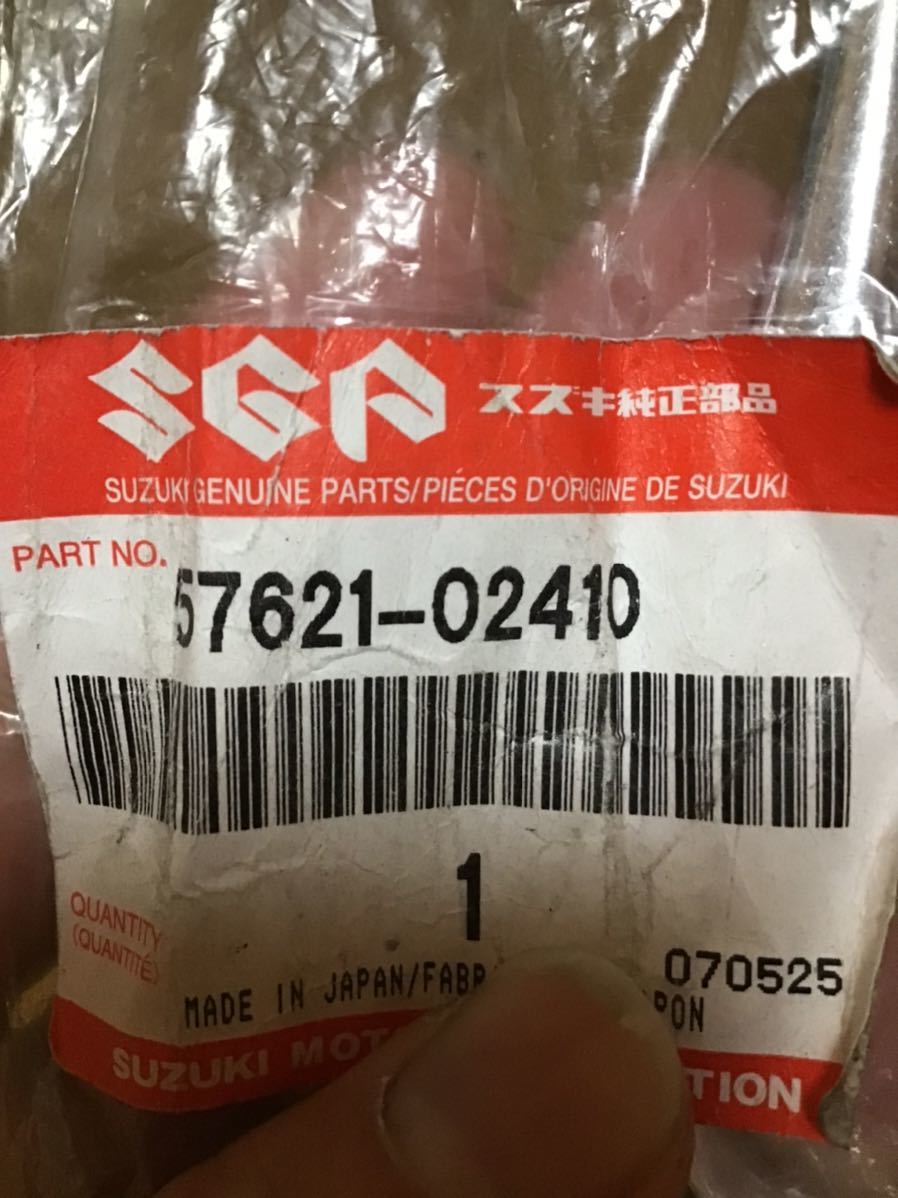 SGP スズキ純正部品
SUZUKI GENUINE PARTS/PIÉCES D'ORIGINE DE SUZUKI
PART NO. 57621-02410
1
QUANTITY
(QUANTITÉ)
070525
MADE IN JAPAN/FABR PON
SUZUKI MOT TION